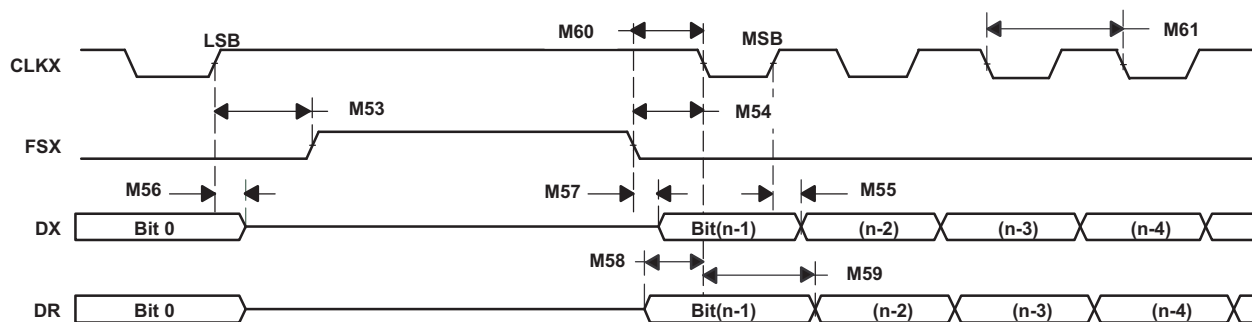 LSB M60 MSB M61
CLKX
M53 M54
FSX
M56 M57 M55
DX Bit 0 Bit(n-1) (n-2) (n-3) (n-4)
M58 M59
DR Bit 0 Bit(n-1) (n-2) (n-3) (n-4)